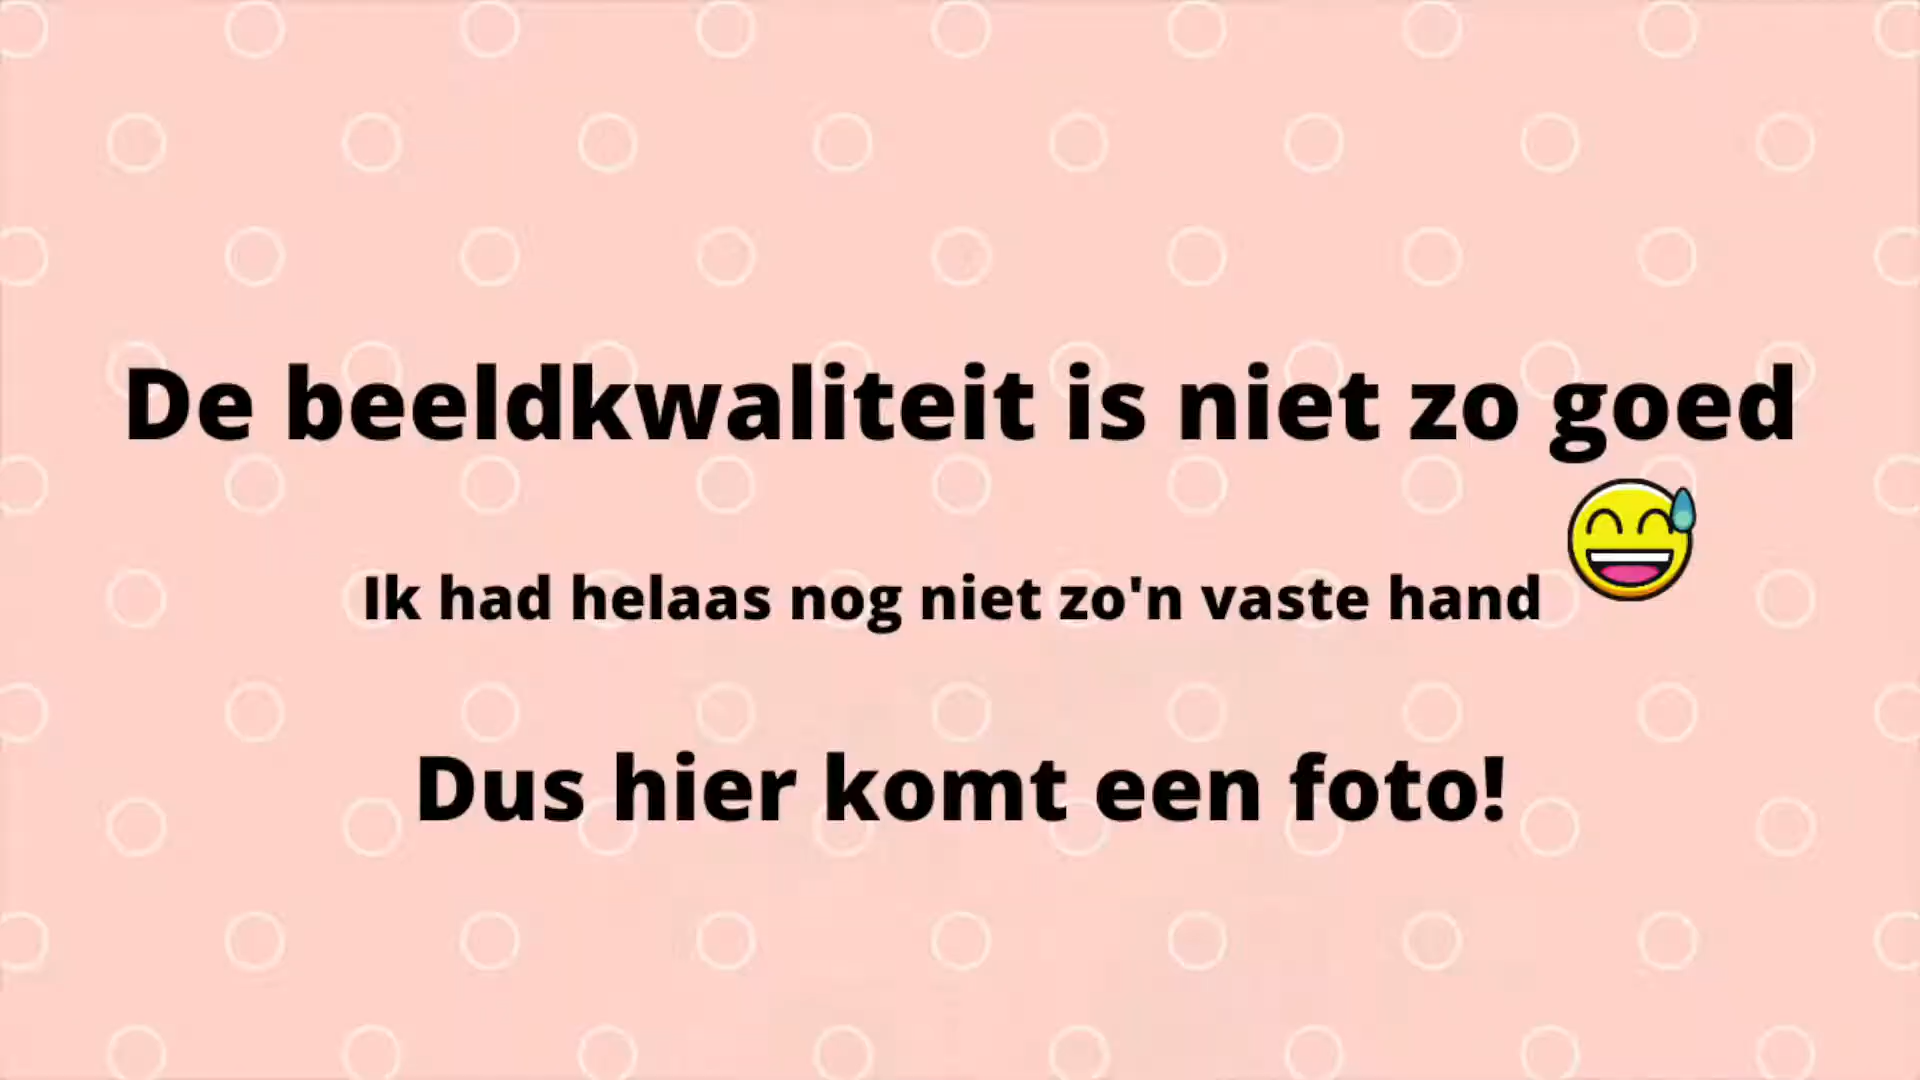 De beeldkwaliteit is niet zo goed
Ik had helaas nog niet zo'n vaste hand
Dus hier komt een foto!